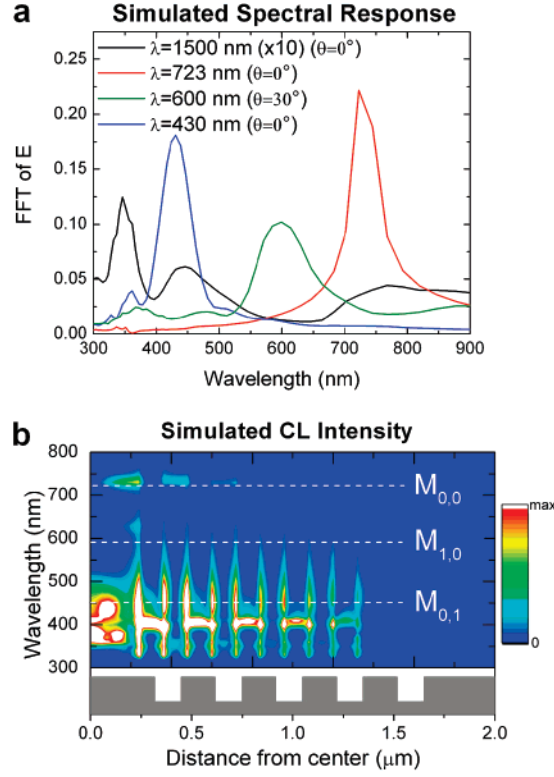 a Simulated Spectral Response
λ=1500 nm (x10) (θ=0°)
λ=723 nm (θ=0°)
λ=600 nm (θ=30°)
λ=430 nm (θ=0°)
FFT of E
0.25
0.20
0.15
0.10
0.05
0.00
300 400 500 600 700 800 900
Wavelength (nm)
b Simulated CL Intensity
Wavelength (nm)
800
700
600
500
400
300
M0,0
M1,0
M0,1
max
0
0.0 0.5 1.0 1.5 2.0
Distance from center (μm)